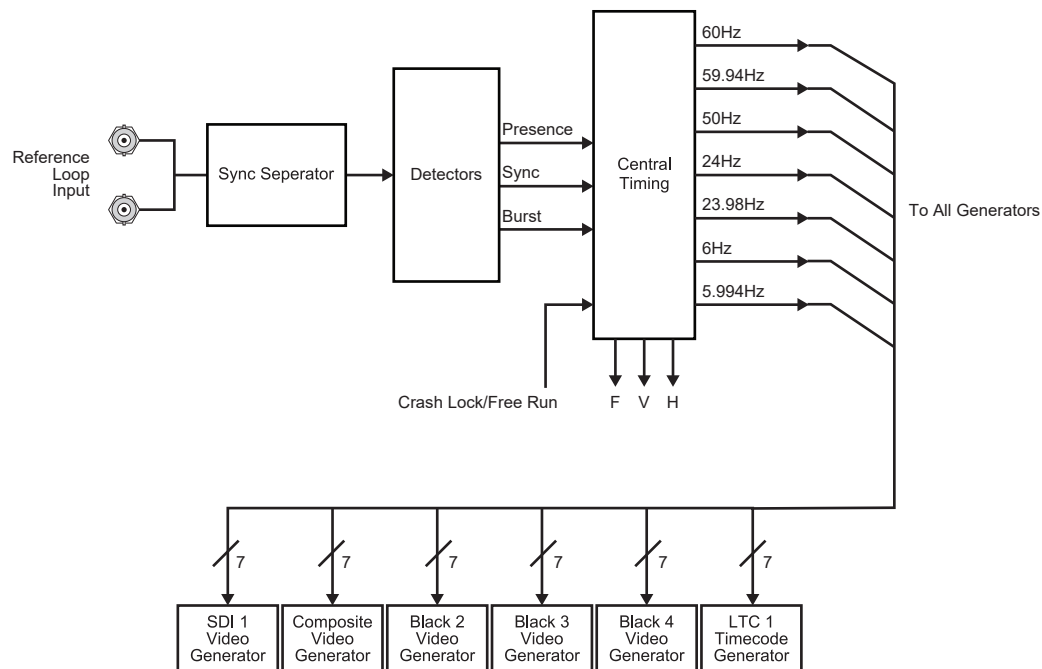 Reference
Loop
Input
Sync Seperator
Detectors
Presence
Sync
Burst
Central
Timing
60Hz
59.94Hz
50Hz
24Hz
23.98Hz
6Hz
5.994Hz
To All Generators
Crash Lock/Free Run
F
V
H
7
7
7
7
7
7
SDI 1
Video
Generator
Composite
Video
Generator
Black 2
Video
Generator
Black 3
Video
Generator
Black 4
Video
Generator
LTC 1
Timecode
Generator